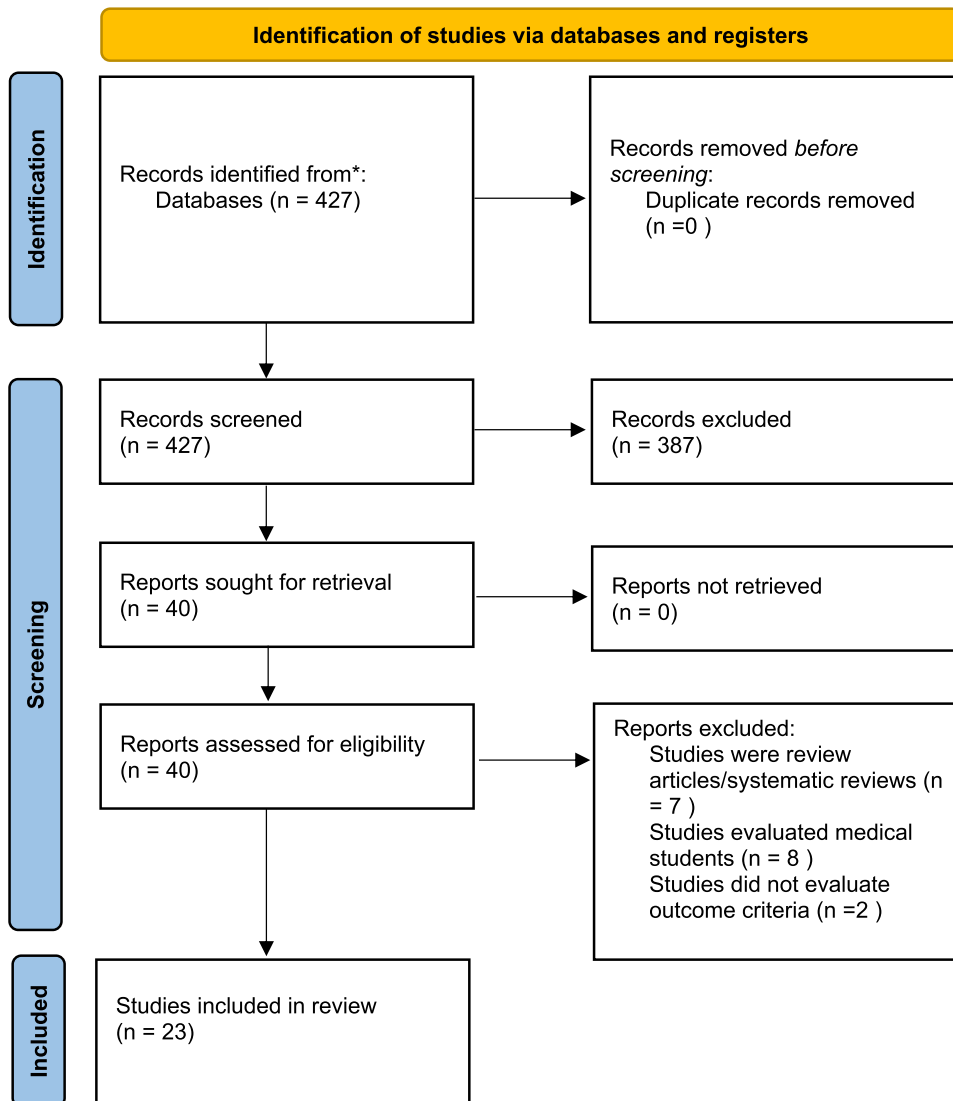 Identification of studies via databases and registers
Identification
Records identified from*:
Databases (n = 427)
Records removed before
screening:
Duplicate records removed
(n =0 )
Screening
Records screened
(n = 427)
Records excluded
(n = 387)
Reports sought for retrieval
(n = 40)
Reports not retrieved
(n = 0)
Reports assessed for eligibility
(n = 40)
Reports excluded:
Studies were review
articles/systematic reviews (n
= 7 )
Studies evaluated medical
students (n = 8 )
Studies did not evaluate
outcome criteria (n =2 )
Included
Studies included in review
(n = 23)